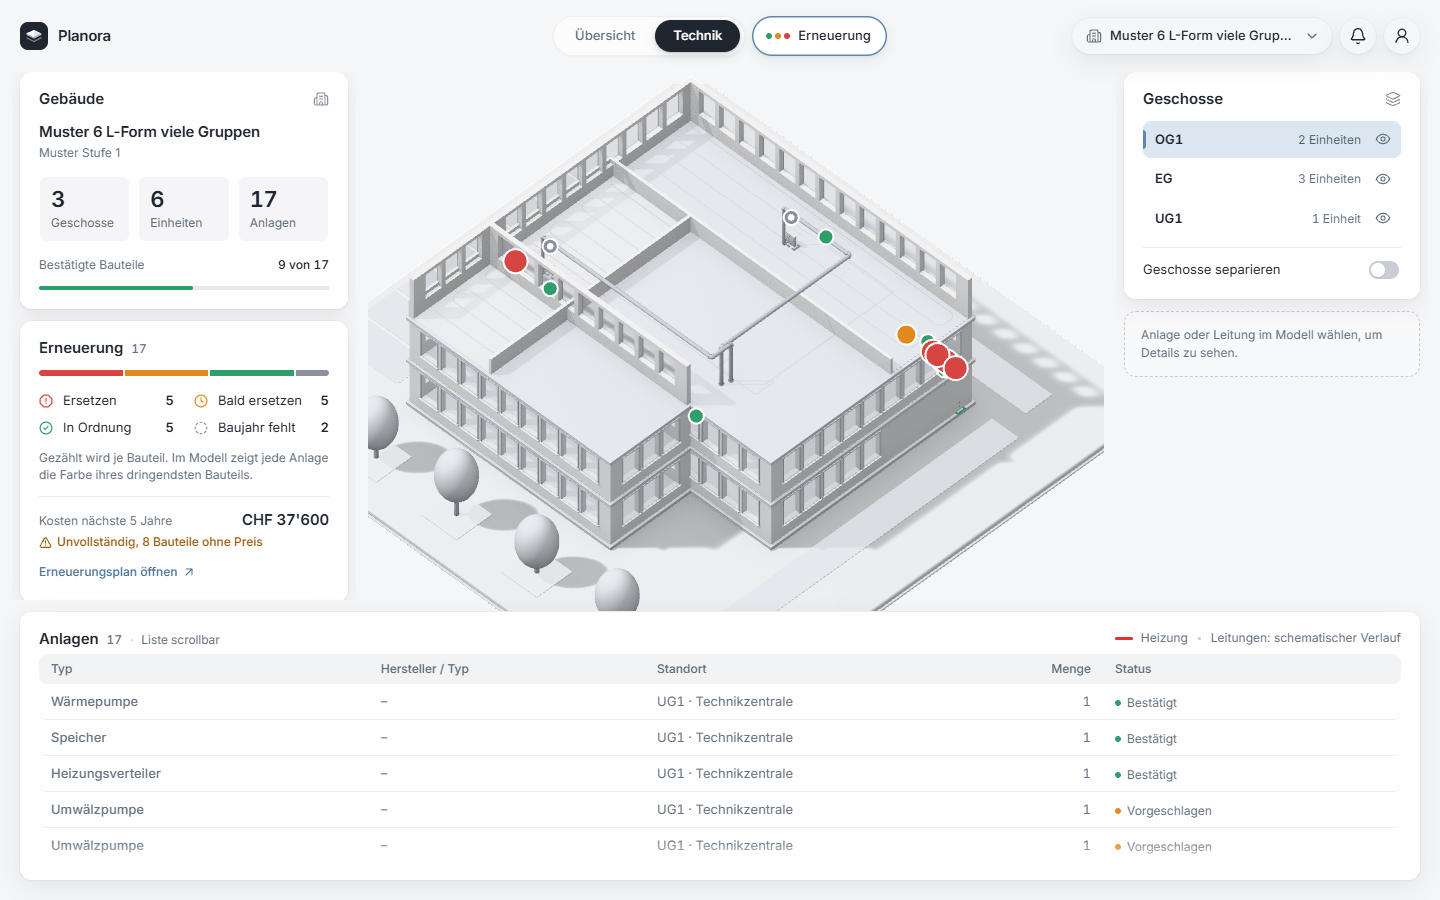 Planora
Übersicht
Technik
Erneuerung
Muster 6 L-Form viele Grup...
Gebäude
Muster 6 L-Form viele Gruppen
Muster Stufe 1
3
Geschosse
6
Einheiten
17
Anlagen
Bestätigte Bauteile
9 von 17
Erneuerung 17
Ersetzen 5
Bald ersetzen 5
In Ordnung 5
Baujahr fehlt 2
Gezählt wird je Bauteil. Im Modell zeigt jede Anlage
die Farbe ihres dringendsten Bauteils.
Kosten nächste 5 Jahre
CHF 37'600
Unvollständig, 8 Bauteile ohne Preis
Erneuerungsplan öffnen
Geschosse
OG1 2 Einheiten
EG 3 Einheiten
UG1 1 Einheit
Geschosse separieren
Anlage oder Leitung im Modell wählen, um
Details zu sehen.
Anlagen 17 · Liste scrollbar
Heizung • Leitungen: schematischer Verlauf
Typ Hersteller / Typ Standort Menge Status
Wärmepumpe – UG1 · Technikzentrale 1 Bestätigt
Speicher – UG1 · Technikzentrale 1 Bestätigt
Heizungsverteiler – UG1 · Technikzentrale 1 Bestätigt
Umwälzpumpe – UG1 · Technikzentrale 1 Vorgeschlagen
Umwälzpumpe – UG1 · Technikzentrale 1 Vorgeschlagen